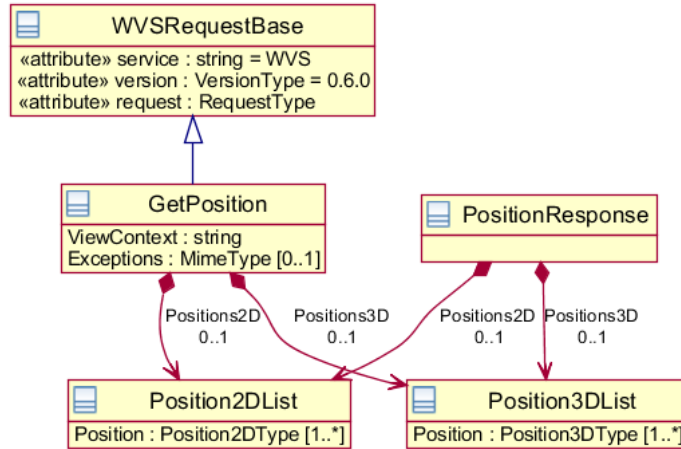 WVSRequestBase
«attribute» service : string = WVS
«attribute» version : VersionType = 0.6.0
«attribute» request : RequestType
GetPosition
ViewContext : string
Exceptions : MimeType [0..1]
PositionResponse
Positions2D
0..1
Positions3D
0..1
Positions2D
0..1
Positions3D
0..1
Position2DList
Position : Position2DType [1..*]
Position3DList
Position : Position3DType [1..*]